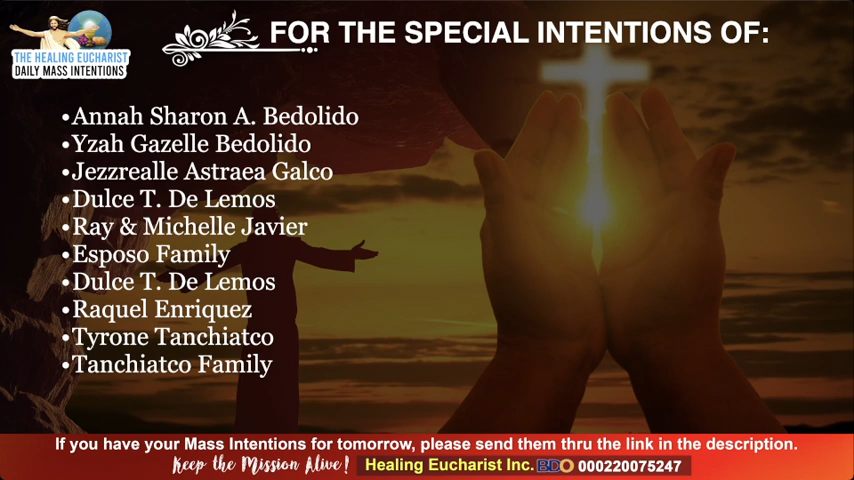 FOR THE SPECIAL INTENTIONS OF:
THE HEALING EUCHARIST
DAILY MASS INTENTIONS
•Annah Sharon A. Bedolido
•Yzah Gazelle Bedolido
•Jezzrealle Astraea Galco
•Dulce T. De Lemos
•Ray & Michelle Javier
•Esposo Family
•Dulce T. De Lemos
•Raquel Enriquez
•Tyrone Tanchiatco
•Tanchiatco Family
If you have your Mass Intentions for tomorrow, please send them thru the link in the description.
Keep the Mission Alive! Healing Eucharist Inc. BDO 000220075247